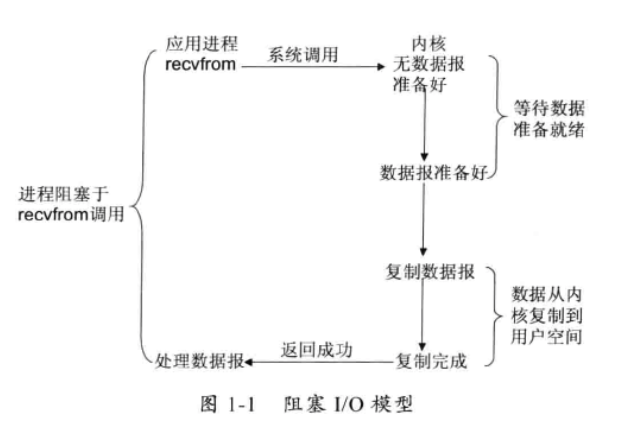 应用进程
recvfrom
系统调用
内核
无数据报
准备好
等待数据
准备就绪
数据报准备好
进程阻塞于
recvfrom调用
复制数据报
数据从内
核复制到
用户空间
处理数据报
返回成功
复制完成
图 1-1 阻塞 I/O 模型